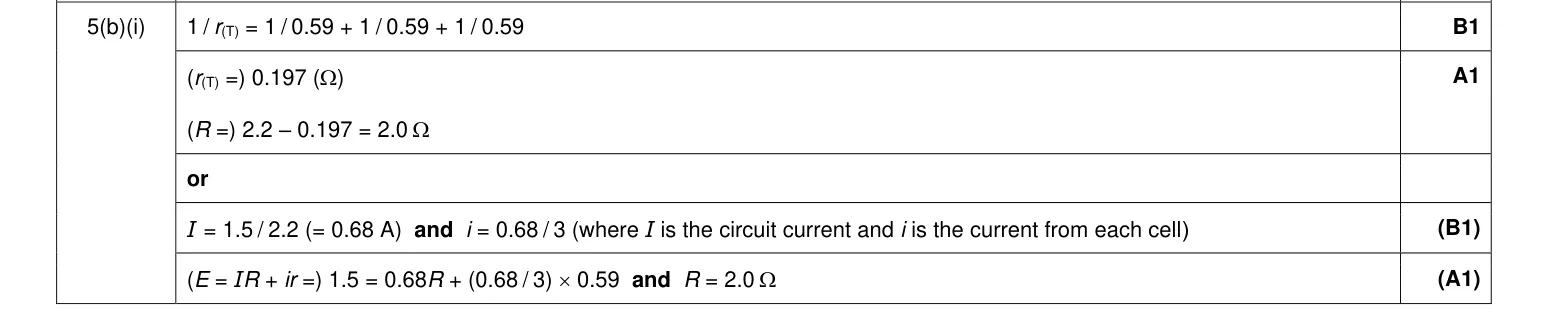 5(b)(i) 1 / r(T) = 1 / 0.59 + 1 / 0.59 + 1 / 0.59 B1
(r(T) =) 0.197 (Ω) A1
(R =) 2.2 – 0.197 = 2.0 Ω
or
I = 1.5 / 2.2 (= 0.68 A) and i = 0.68 / 3 (where I is the circuit current and i is the current from each cell) (B1)
(E = IR + ir =) 1.5 = 0.68R + (0.68 / 3) × 0.59 and R = 2.0 Ω (A1)